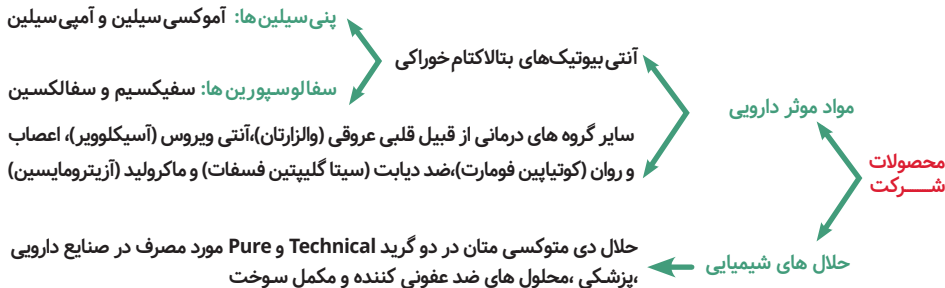 محصولات
شــــرکت
مواد موثر دارویی
آنتی‌بیوتیک‌های بتالاکتام خوراکی
پنی‌سیلین‌ها: آموکسی‌سیلین و آمپی‌سیلین
سفالوسپورین ها: سفیکسیم و سفالکسین
سایر گروه های درمانی از قبیل قلبی عروقی (والزارتان)،آنتی ویروس (آسیکلوویر)، اعصاب
و روان (کوتیاپین فومارت)،ضد دیابت (سیتا گلیپتین فسفات) و ماکرولید (آزیترومایسین)
حلال های شیمیایی
حلال دی متوکسی متان در دو گرید Technical و Pure مورد مصرف در صنایع دارویی
،پزشکی ،محلول های ضد عفونی کننده و مکمل سوخت